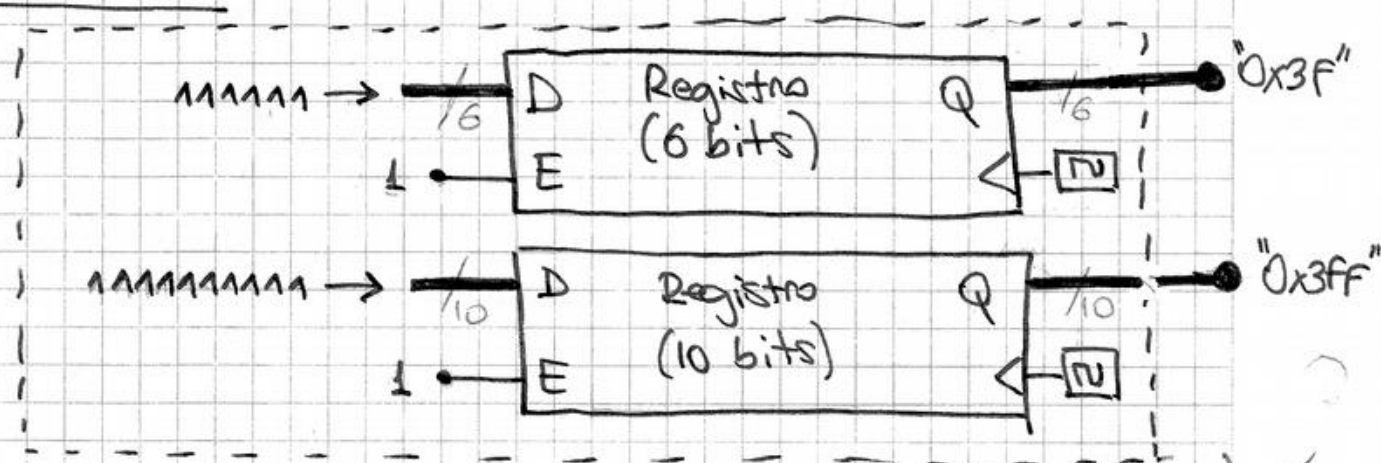 111111 → D Registro Q "0x3F"
/6 (6 bits) /6
1 E
1111111111 → D Registro Q "0x3ff"
/10 (10 bits) /10
1 E